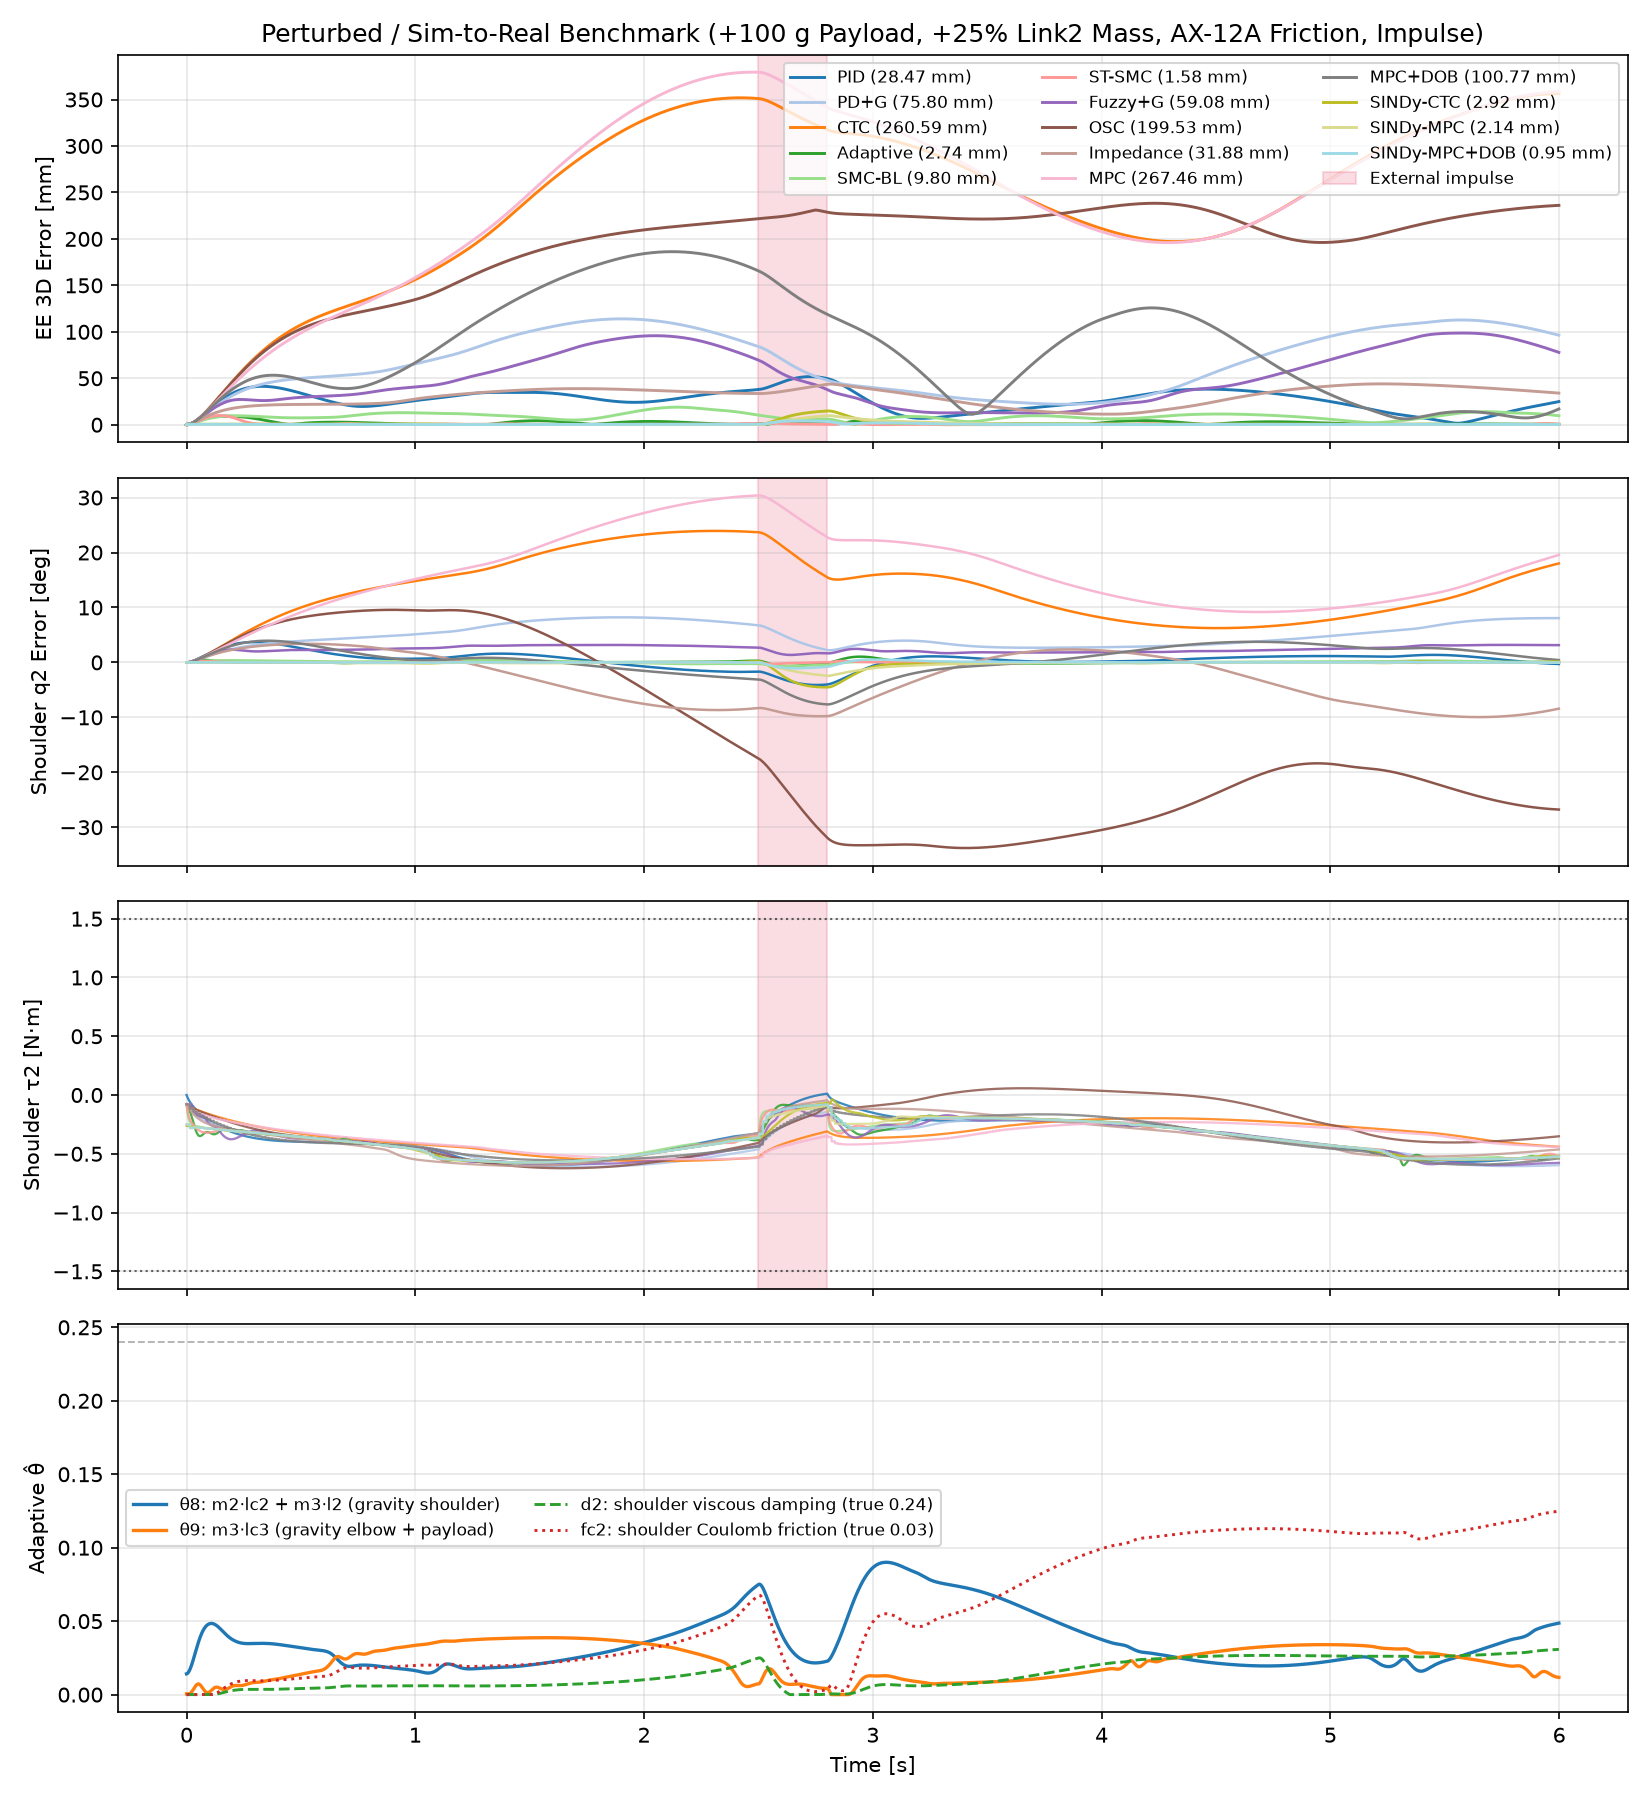 Perturbed / Sim-to-Real Benchmark (+100 g Payload, +25% Link2 Mass, AX-12A Friction, Impulse)
EE 3D Error [mm]
350
300
250
200
150
100
50
0
PID (28.47 mm)
PD+G (75.80 mm)
CTC (260.59 mm)
Adaptive (2.74 mm)
SMC-BL (9.80 mm)
ST-SMC (1.58 mm)
Fuzzy+G (59.08 mm)
OSC (199.53 mm)
Impedance (31.88 mm)
MPC (267.46 mm)
MPC+DOB (100.77 mm)
SINDy-CTC (2.92 mm)
SINDy-MPC (2.14 mm)
SINDy-MPC+DOB (0.95 mm)
External impulse
Shoulder q2 Error [deg]
30
20
10
0
−10
−20
−30
Shoulder τ2 [N·m]
1.5
1.0
0.5
0.0
−0.5
−1.0
−1.5
Adaptive θ̂
0.25
0.20
0.15
0.10
0.05
0.00
θ8: m2·lc2 + m3·l2 (gravity shoulder)
θ9: m3·lc3 (gravity elbow + payload)
d2: shoulder viscous damping (true 0.24)
fc2: shoulder Coulomb friction (true 0.03)
0 1 2 3 4 5 6
Time [s]